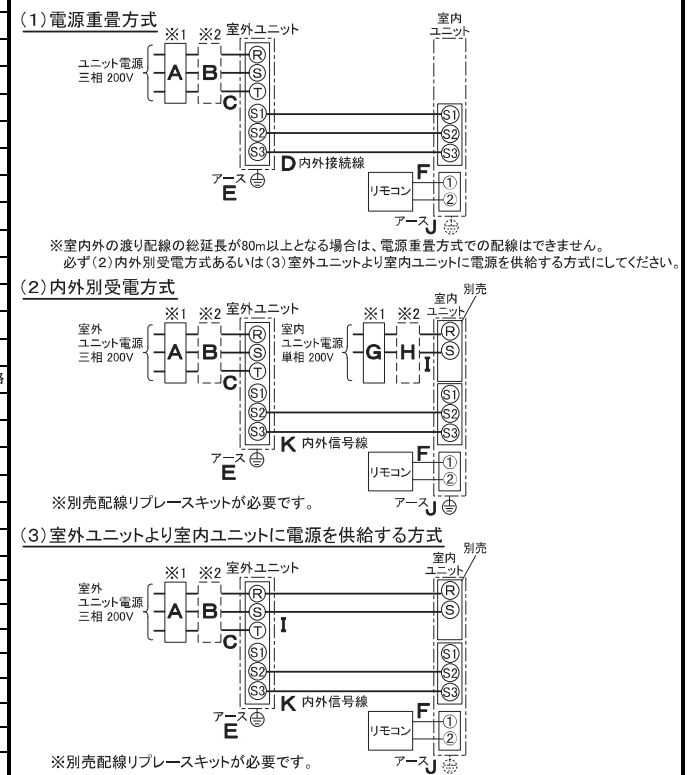 (1)電源重畳方式
※1 ※2 室外ユニット
室内
ユニット
ユニット電源
三相 200V
A
B
C
R
S
T
S1
S2
S3
S1
S2
S3
D 内外接続線
アース
E
リモコン
F
①
②
アース J
※室内外の渡り配線の総延長が80m以上となる場合は、電源重畳方式での配線はできません。
必ず(2)内外別受電方式あるいは(3)室外ユニットより室内ユニットに電源を供給する方式にしてください。
(2)内外別受電方式
※1 ※2 室外ユニット
※1 ※2
室内
ユニット
別売
室外
ユニット電源
三相 200V
A
B
C
R
S
T
S1
S2
S3
室内
ユニット電源
単相 200V
G
H
I
R
S
S1
S2
S3
K 内外信号線
アース
E
リモコン
F
①
②
アース J
※別売配線リプレースキットが必要です。
(3)室外ユニットより室内ユニットに電源を供給する方式
※1 ※2 室外ユニット
室内
ユニット
別売
室外
ユニット電源
三相 200V
A
B
C
R
S
T
I
S1
S2
S3
R
S
S1
S2
S3
K 内外信号線
アース
E
リモコン
F
①
②
アース J
※別売配線リプレースキットが必要です。